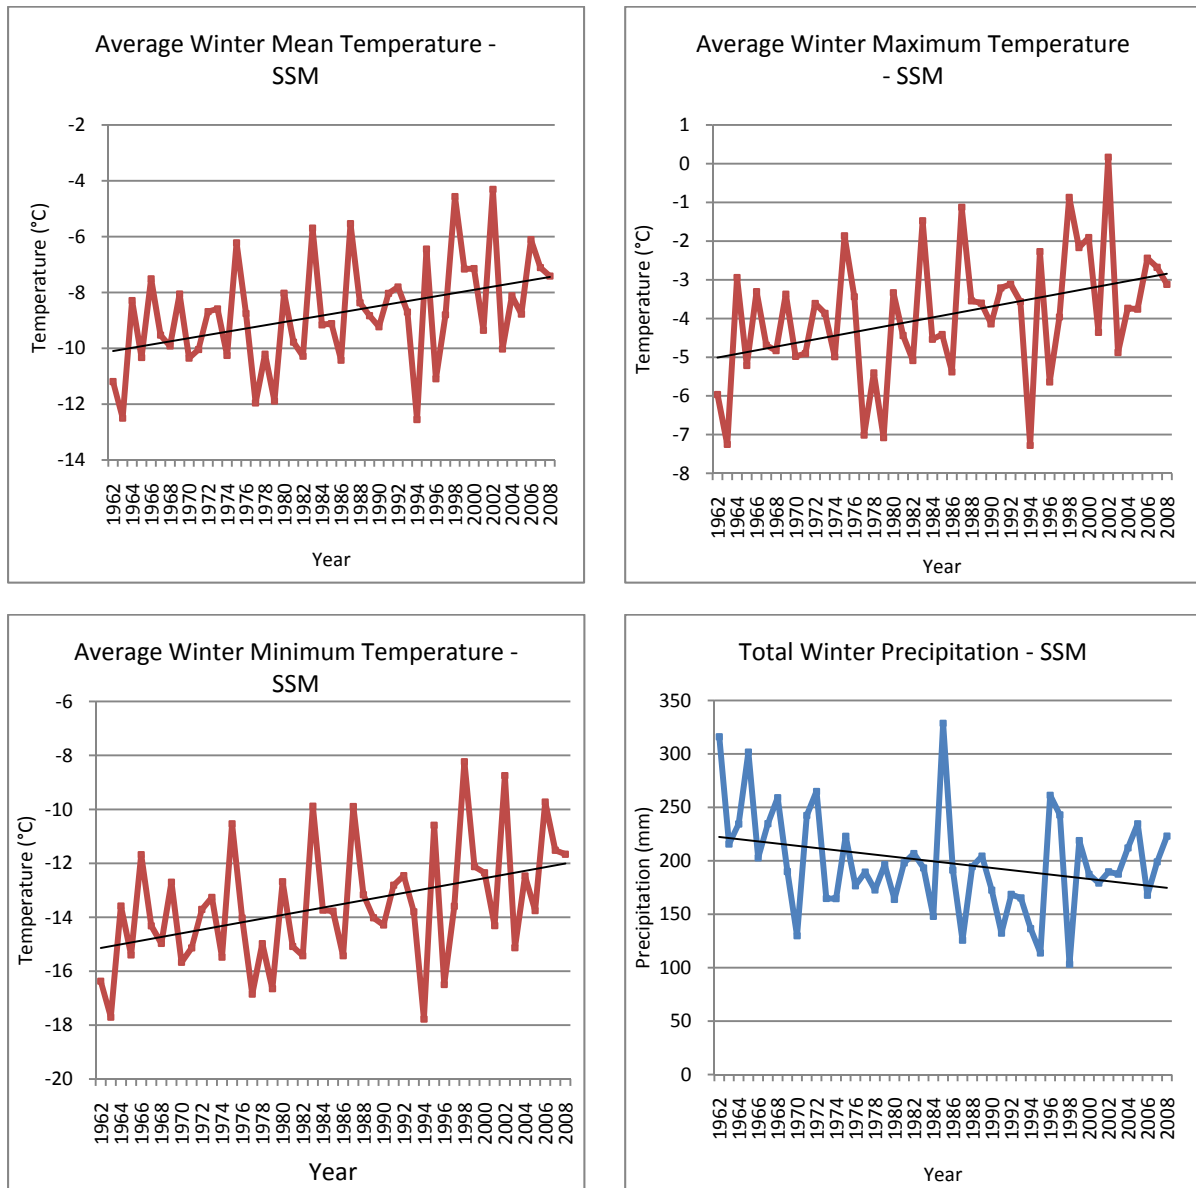 Average Winter Mean Temperature -
SSM
-2
-4
-6
-8
-10
-12
-14
Temperature (°C)
1962 1964 1966 1968 1970 1972 1974 1976 1978 1980 1982 1984 1986 1988 1990 1992 1994 1996 1998 2000 2002 2004 2006 2008
Year
Average Winter Maximum Temperature
- SSM
1
0
-1
-2
-3
-4
-5
-6
-7
-8
Temperature (°C)
1962 1964 1966 1968 1970 1972 1974 1976 1978 1980 1982 1984 1986 1988 1990 1992 1994 1996 1998 2000 2002 2004 2006 2008
Year
Average Winter Minimum Temperature -
SSM
-6
-8
-10
-12
-14
-16
-18
-20
Temperature (°C)
1962 1964 1966 1968 1970 1972 1974 1976 1978 1980 1982 1984 1986 1988 1990 1992 1994 1996 1998 2000 2002 2004 2006 2008
Year
Total Winter Precipitation - SSM
350
300
250
200
150
100
50
0
Precipitation (mm)
1962 1964 1966 1968 1970 1972 1974 1976 1978 1980 1982 1984 1986 1988 1990 1992 1994 1996 1998 2000 2002 2004 2006 2008
Year